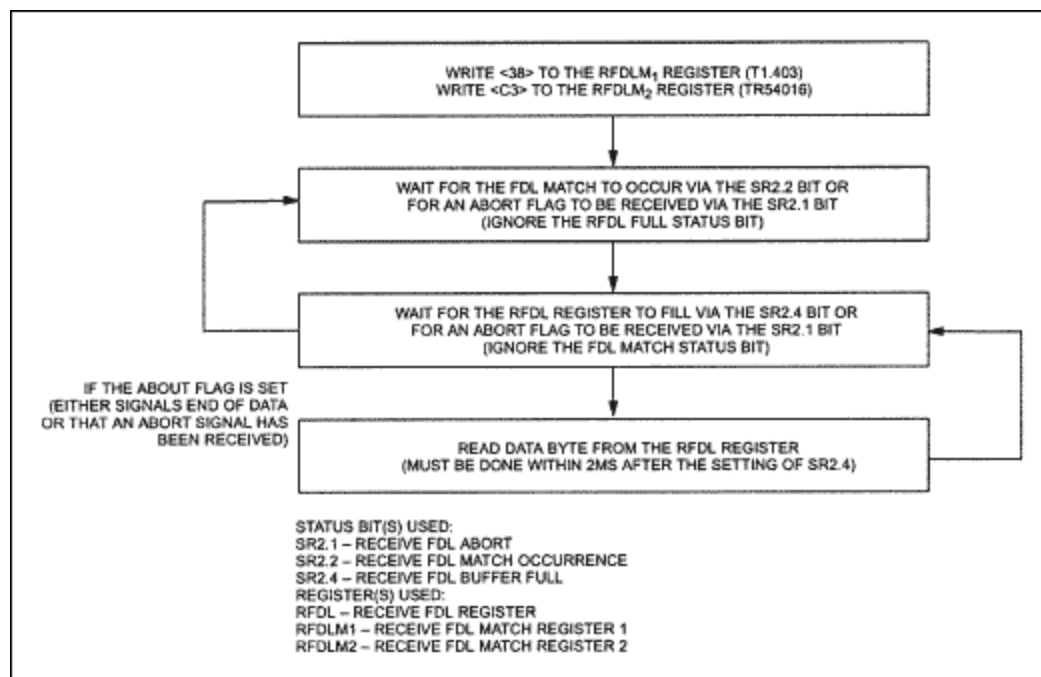 WRITE <38> TO THE RFDLM1 REGISTER (T1.403)
WRITE <C3> TO THE RFDLM2 REGISTER (TR54016)
WAIT FOR THE FDL MATCH TO OCCUR VIA THE SR2.2 BIT OR
FOR AN ABORT FLAG TO BE RECEIVED VIA THE SR2.1 BIT
(IGNORE THE RFDL FULL STATUS BIT)
WAIT FOR THE RFDL REGISTER TO FILL VIA THE SR2.4 BIT OR
FOR AN ABORT FLAG TO BE RECEIVED VIA THE SR2.1 BIT
(IGNORE THE FDL MATCH STATUS BIT)
IF THE ABOUT FLAG IS SET
(EITHER SIGNALS END OF DATA
OR THAT AN ABORT SIGNAL HAS
BEEN RECEIVED)
READ DATA BYTE FROM THE RFDL REGISTER
(MUST BE DONE WITHIN 2MS AFTER THE SETTING OF SR2.4)
STATUS BIT(S) USED:
SR2.1 – RECEIVE FDL ABORT
SR2.2 – RECEIVE FDL MATCH OCCURRENCE
SR2.4 – RECEIVE FDL BUFFER FULL
REGISTER(S) USED:
RFDL – RECEIVE FDL REGISTER
RFDLM1 – RECEIVE FDL MATCH REGISTER 1
RFDLM2 – RECEIVE FDL MATCH REGISTER 2